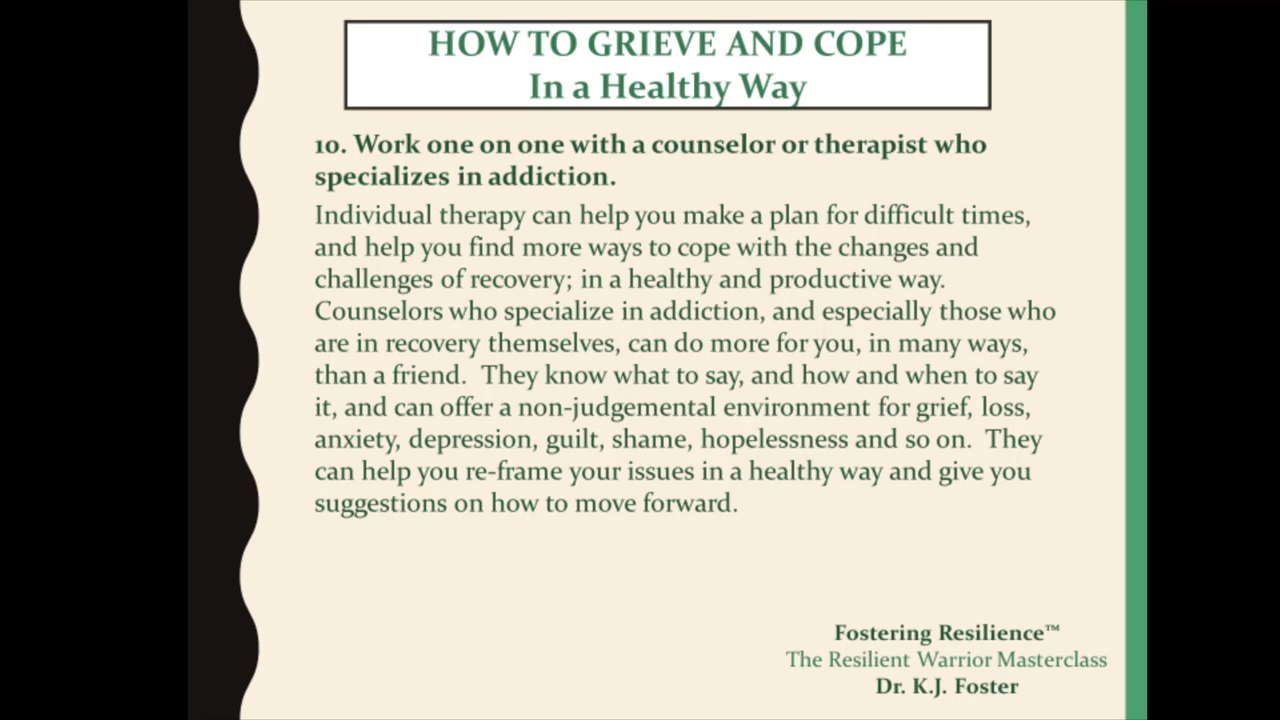 HOW TO GRIEVE AND COPE
In a Healthy Way
10. Work one on one with a counselor or therapist who
specializes in addiction.
Individual therapy can help you make a plan for difficult times,
and help you find more ways to cope with the changes and
challenges of recovery; in a healthy and productive way.
Counselors who specialize in addiction, and especially those who
are in recovery themselves, can do more for you, in many ways,
than a friend.  They know what to say, and how and when to say
it, and can offer a non-judgemental environment for grief, loss,
anxiety, depression, guilt, shame, hopelessness and so on.  They
can help you re-frame your issues in a healthy way and give you
suggestions on how to move forward.
Fostering Resilience™
The Resilient Warrior Masterclass
Dr. K.J. Foster